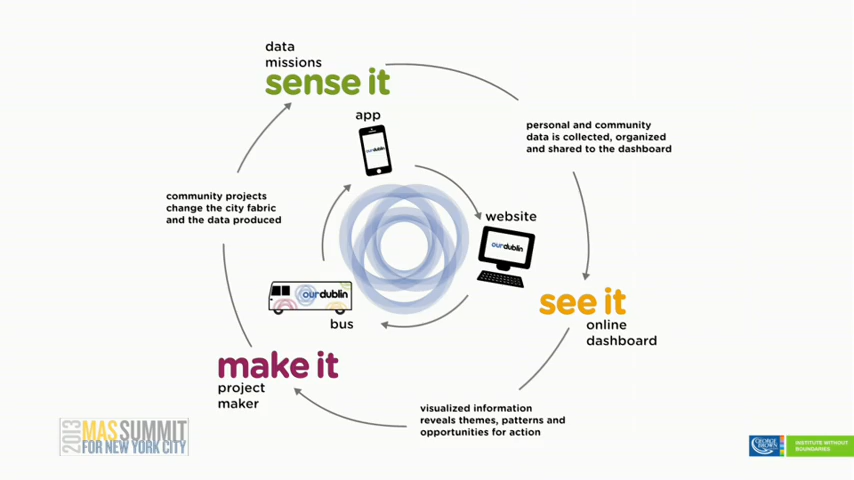 data
missions
sense it
app
ourdublin
personal and community
data is collected, organized
and shared to the dashboard
community projects
change the city fabric
and the data produced
website
ourdublin
ourdublin
bus
see it
online
dashboard
make it
project
maker
visualized information
reveals themes, patterns and
opportunities for action
2013
MAS SUMMIT
FOR NEW YORK CITY
GEORGE
BROWN
INSTITUTE WITHOUT
BOUNDARIES